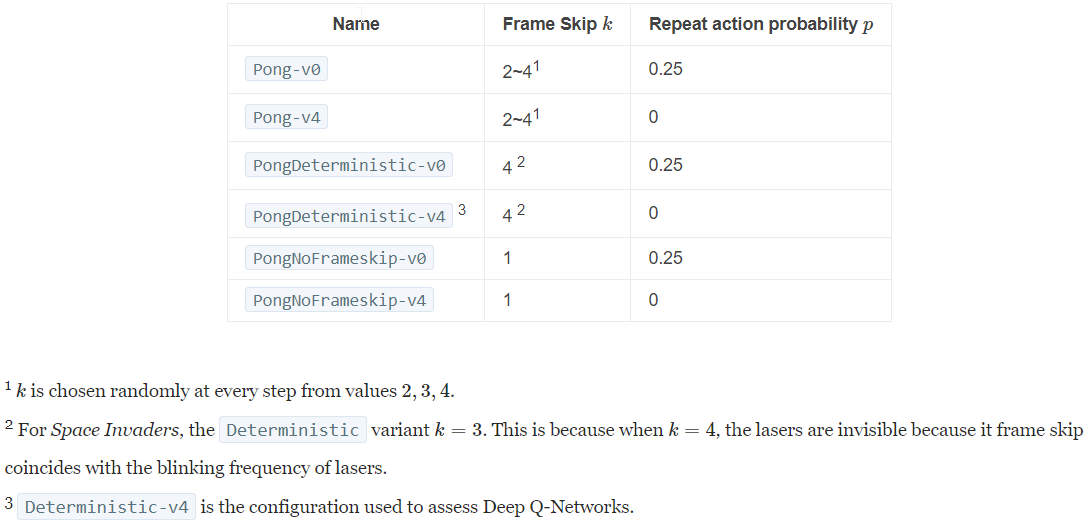 Name Frame Skip k Repeat action probability p
Pong-v0 2~4¹ 0.25
Pong-v4 2~4¹ 0
PongDeterministic-v0 4 ² 0.25
PongDeterministic-v4 ³ 4 ² 0
PongNoFrameskip-v0 1 0.25
PongNoFrameskip-v4 1 0
¹ k is chosen randomly at every step from values 2, 3, 4.
² For Space Invaders, the Deterministic variant k = 3. This is because when k = 4, the lasers are invisible because it frame skip
coincides with the blinking frequency of lasers.
³ Deterministic-v4 is the configuration used to assess Deep Q-Networks.